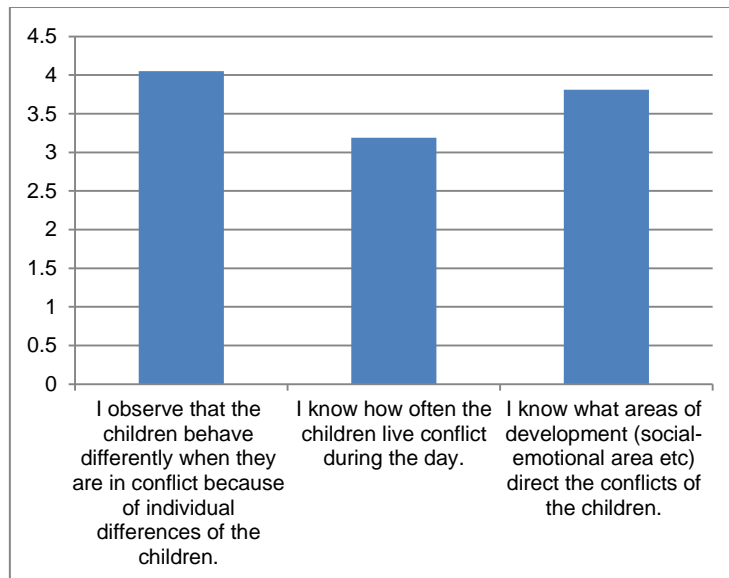 4.5
4
3.5
3
2.5
2
1.5
1
0.5
0
I observe that the
children behave
differently when they
are in conflict because
of individual
differences of the
children.
I know how often the
children live conflict
during the day.
I know what areas of
development (social-
emotional area etc)
direct the conflicts of
the children.